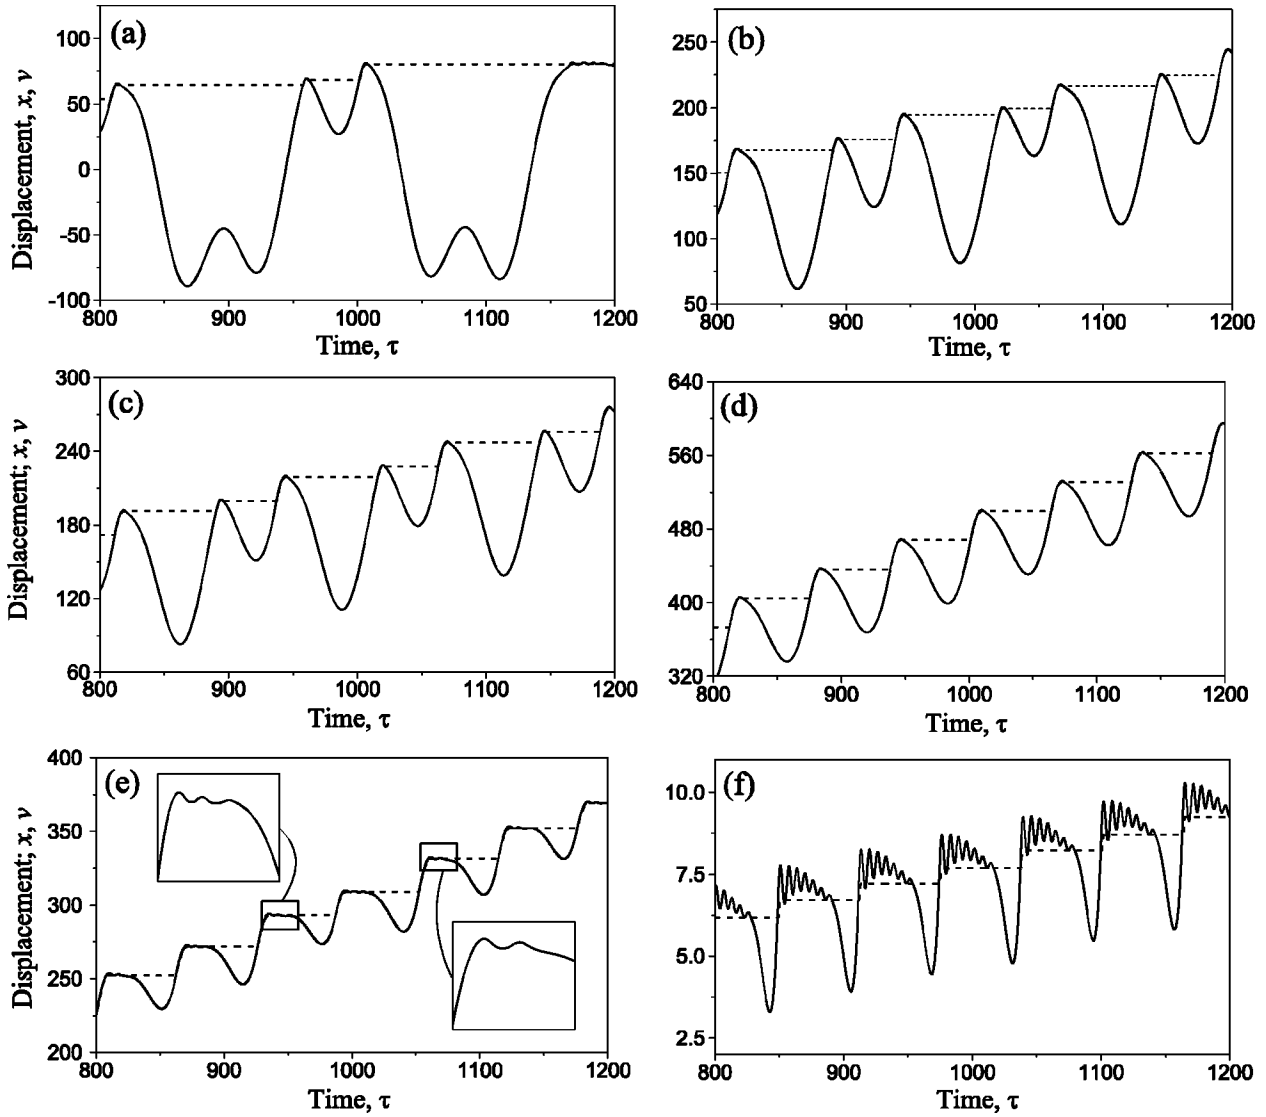 (a)
100
50
0
-50
-100
800 900 1000 1100 1200
Displacement, x, v
Time, τ
(b)
250
200
150
100
50
800 900 1000 1100 1200
Displacement, x, v
Time, τ
(c)
300
240
180
120
60
800 900 1000 1100 1200
Displacement; x, v
Time, τ
(d)
640
560
480
400
320
800 900 1000 1100 1200
Time, τ
(e)
400
350
300
250
200
800 900 1000 1100 1200
Displacement; x, v
Time, τ
(f)
10.0
7.5
5.0
2.5
800 900 1000 1100 1200
Time, τ